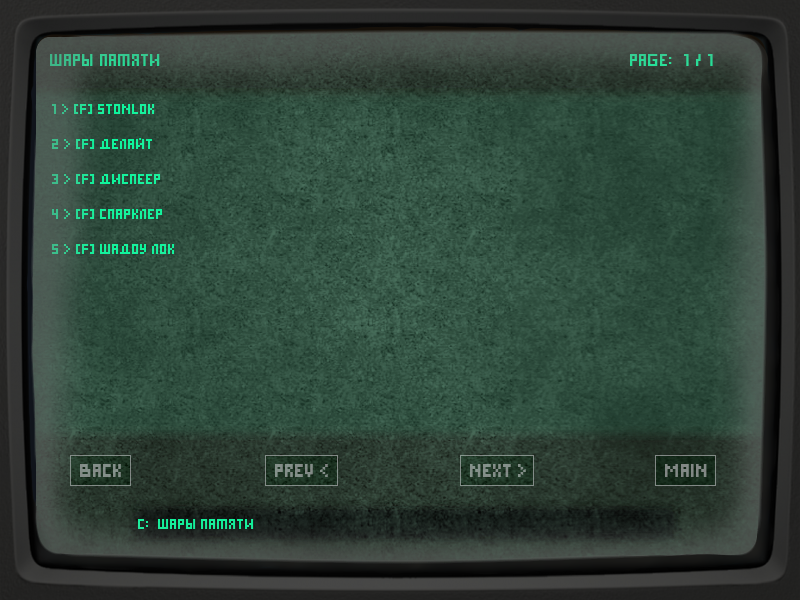 ШАРЫ ПАМЯТИ
PAGE: 1 / 1
1 > [F] STONLOK
2 > [F] ДЕЛАЙТ
3 > [F] ДИСПЕЕР
4 > [F] СПАРКЛЕР
5 > [F] ШАДОУ ЛОК
BACK
PREV <
NEXT >
MAIN
C: ШАРЫ ПАМЯТИ